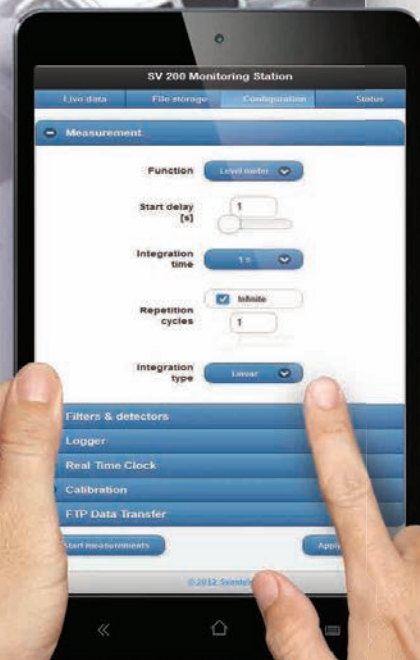 SV 200 Monitoring Station
Live data File storage Configuration Status
Measurement
Function Level meter
Start delay
[s] 1
Integration
time 1 s
Infinite
Repetition
cycles 1
Integration
type Linear
Filters & detectors
Logger
Real Time Clock
Calibration
FTP Data Transfer
Start measurements Apply
© 2012 Svantek